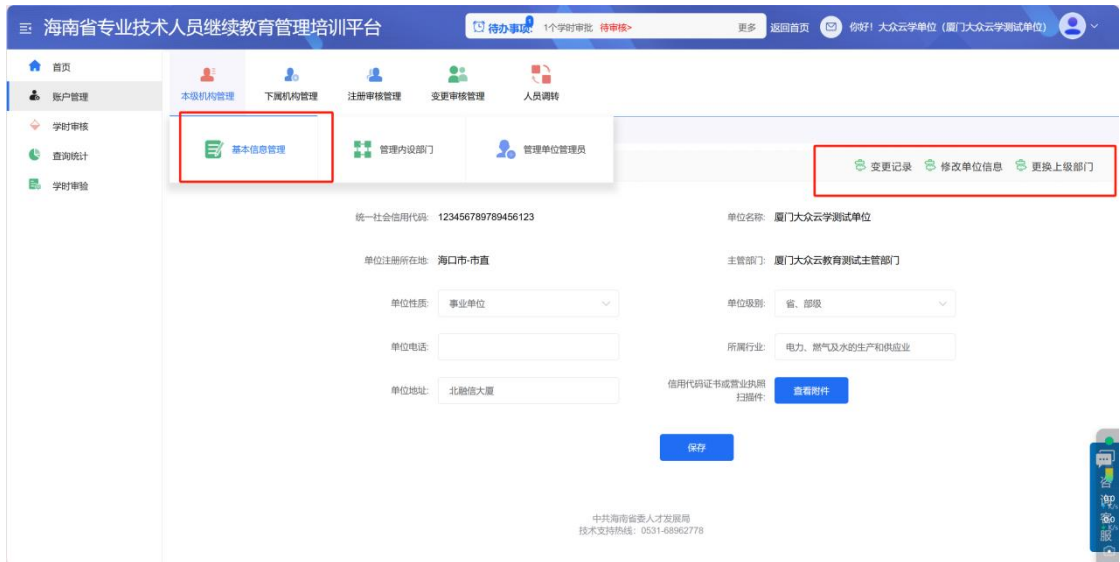 海南省专业技术人员继续教育管理培训平台
待办事项 1 1个学时审批 待审核> 更多 返回首页 你好！大众云学单位（厦门大众云学测试单位）
首页
账户管理
学时审核
查询统计
学时审验
本级机构管理 下属机构管理 注册审核管理 变更审核管理 人员调转
基本信息管理 管理内设部门 管理单位管理员
变更记录 修改单位信息 更换上级部门
统一社会信用代码: 123456789789456123 单位名称: 厦门大众云学测试单位
单位注册所在地: 海口市-市直 主管部门: 厦门大众云教育测试主管部门
单位性质: 事业单位 单位级别: 省、部级
单位电话: 所属行业: 电力、燃气及水的生产和供应业
单位地址: 北融信大厦 信用代码证书或营业执照
扫描件: 查看附件
保存
中共海南省委人才发展局
技术支持热线：0531-68962778
咨
询
客
服